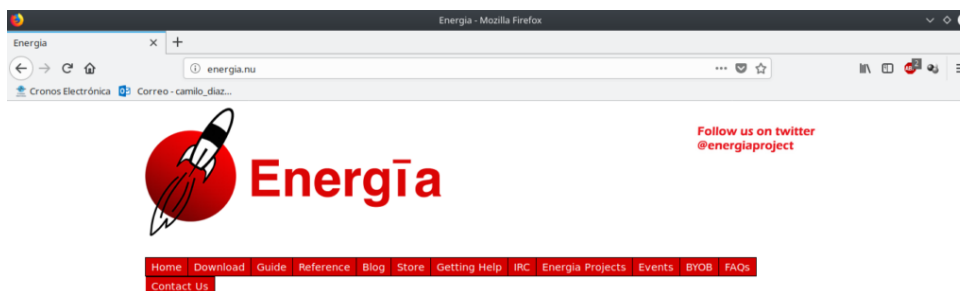 Energia - Mozilla Firefox
Energia
energia.nu
Cronos Electrónica Correo - camilo_diaz...
Follow us on twitter
@energiaproject
Energīa
Home Download Guide Reference Blog Store Getting Help IRC Energia Projects Events BYOB FAQs
Contact Us